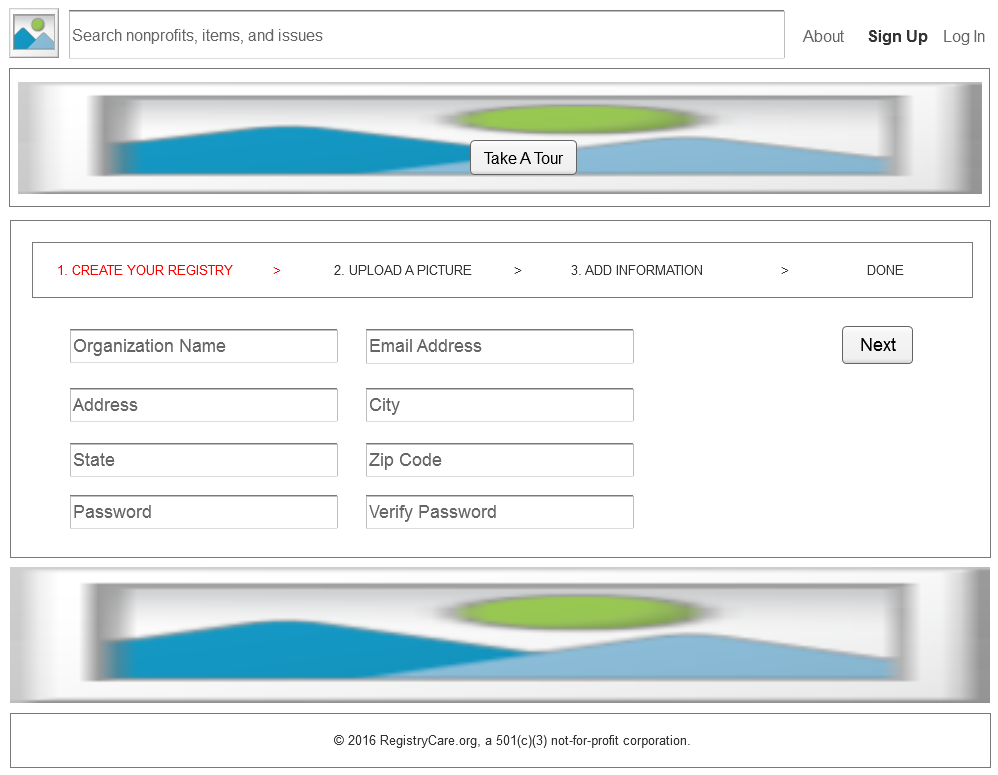 Search nonprofits, items, and issues
About Sign Up Log In
Take A Tour
1. CREATE YOUR REGISTRY > 2. UPLOAD A PICTURE > 3. ADD INFORMATION > DONE
Organization Name Email Address Next
Address City
State Zip Code
Password Verify Password
© 2016 RegistryCare.org, a 501(c)(3) not-for-profit corporation.